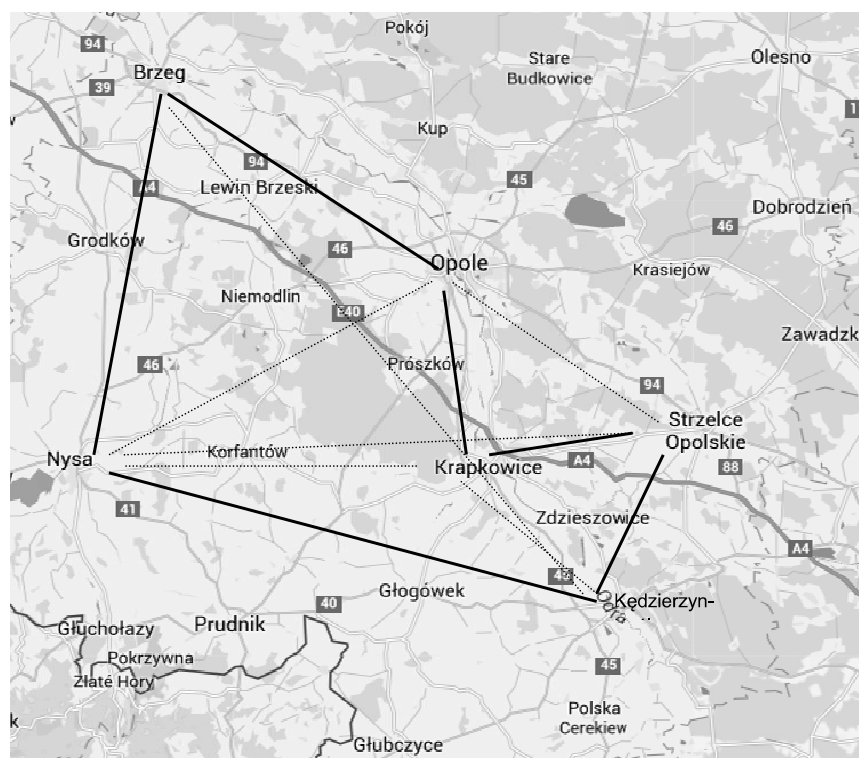 Pokój
94
Brzeg
Stare
Budkowice
Olesno
39
Kup
94
45
A4
Lewin Brzeski
Dobrodzień
46
Grodków
46
Opole
Krasiejów
Niemodlin
E40
Zawadzk
Prószków
46
94
Strzelce
Opolskie
Korfantów
Nysa
Krapkowice
A4
88
41
Zdzieszowice
A4
Głogówek
40
Odra
Kędzierzyn-
Głuchołazy
Prudnik
Pokrzywna
45
Zlaté Hory
k
Polska
Cerekiew
Głubczyce